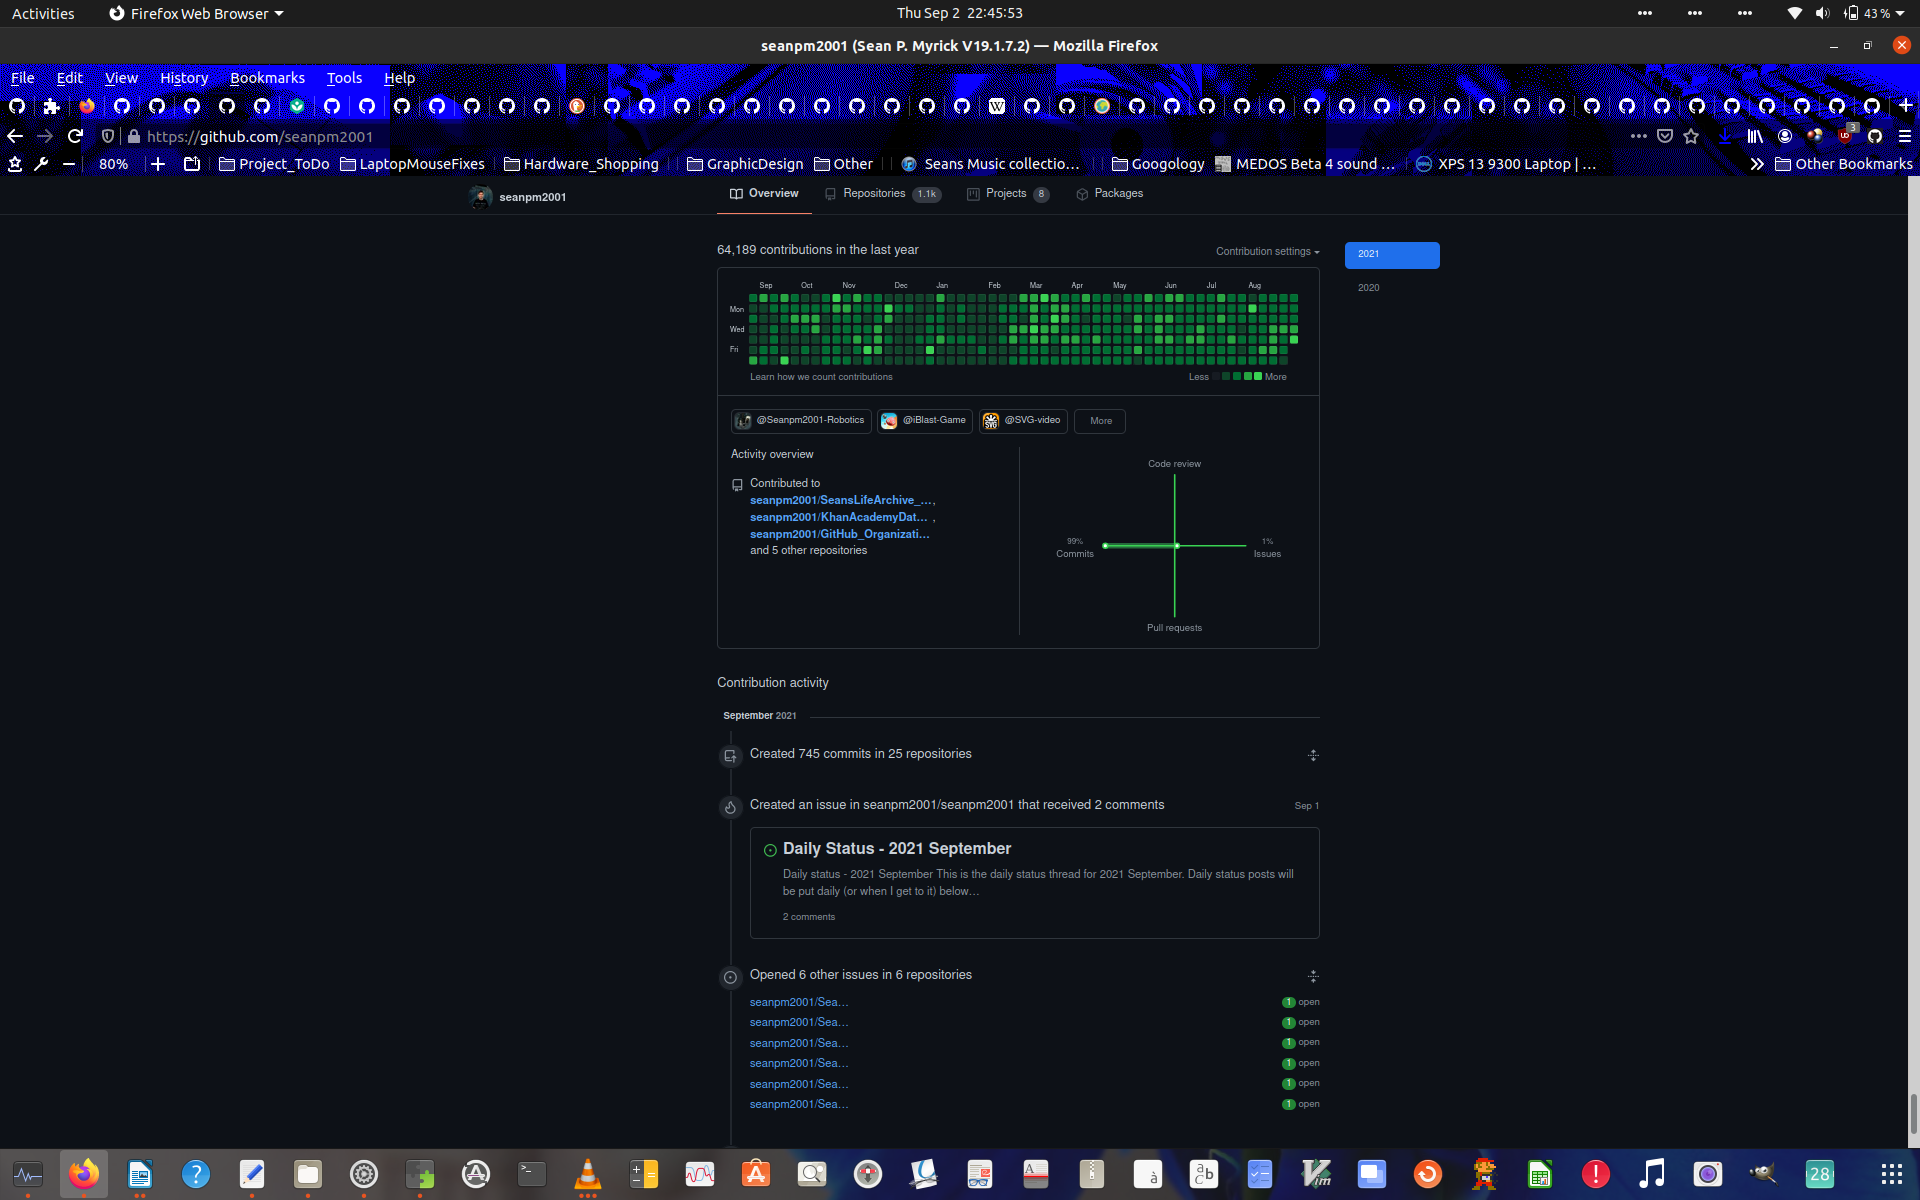 Activities Firefox Web Browser Thu Sep 2 22:45:53 43 %
seanpm2001 (Sean P. Myrick V19.1.7.2) — Mozilla Firefox
File Edit View History Bookmarks Tools Help
https://github.com/seanpm2001 3
80% Project_ToDo LaptopMouseFixes Hardware_Shopping GraphicDesign Other Seans Music collectio… Googology MEDOS Beta 4 sound … XPS 13 9300 Laptop | … Other Bookmarks
seanpm2001 Overview Repositories 1.1k Projects 8 Packages
64,189 contributions in the last year Contribution settings 2021
2020
Sep Oct Nov Dec Jan Feb Mar Apr May Jun Jul Aug
Mon
Wed
Fri
Learn how we count contributions Less More
@Seanpm2001-Robotics @iBlast-Game @SVG-video More
Activity overview
Contributed to
seanpm2001/SeansLifeArchive_…,
seanpm2001/KhanAcademyDat… ,
seanpm2001/GitHub_Organizati…
and 5 other repositories
Code review
99%
Commits
1%
Issues
Pull requests
Contribution activity
September 2021
Created 745 commits in 25 repositories
Created an issue in seanpm2001/seanpm2001 that received 2 comments Sep 1
Daily Status - 2021 September
Daily status - 2021 September This is the daily status thread for 2021 September. Daily status posts will
be put daily (or when I get to it) below…
2 comments
Opened 6 other issues in 6 repositories
seanpm2001/Sea… 1 open
seanpm2001/Sea… 1 open
seanpm2001/Sea… 1 open
seanpm2001/Sea… 1 open
seanpm2001/Sea… 1 open
seanpm2001/Sea… 1 open
28